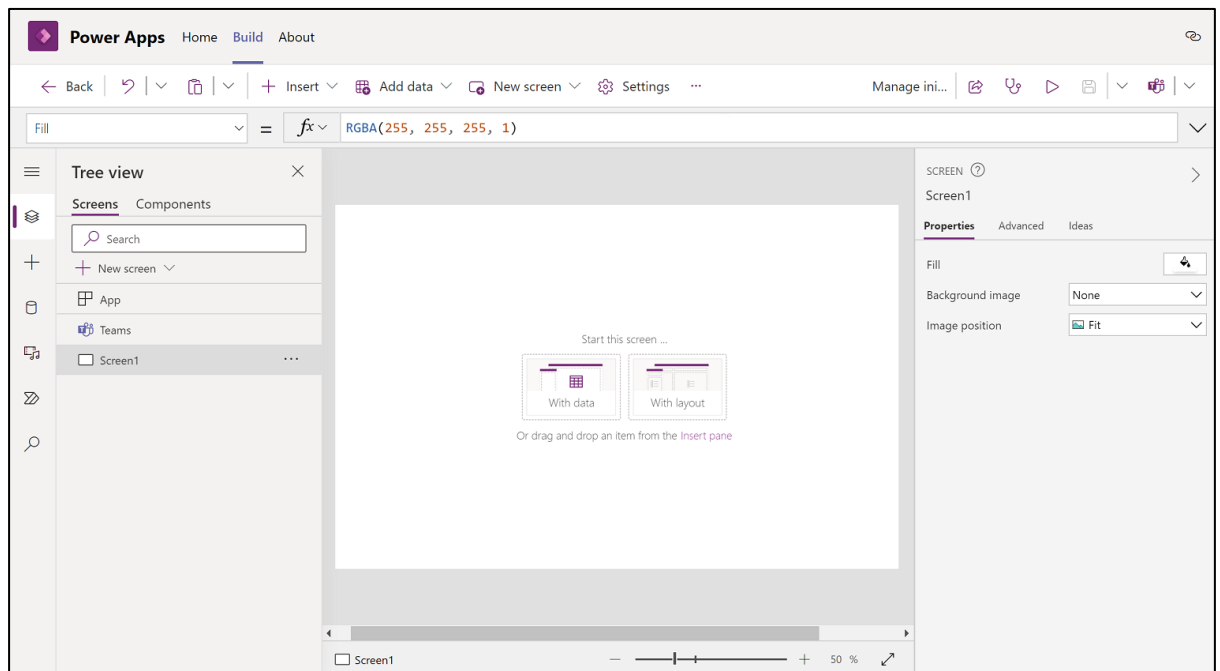 Power Apps Home Build About
Back Insert Add data New screen Settings ... Manage ini...
Fill = fx RGBA(255, 255, 255, 1)
Tree view
Screens Components
Search
New screen
App
Teams
Screen1 ...
Start this screen ...
With data With layout
Or drag and drop an item from the Insert pane
Screen1 50 %
SCREEN ?
Screen1
Properties Advanced Ideas
Fill
Background image None
Image position Fit